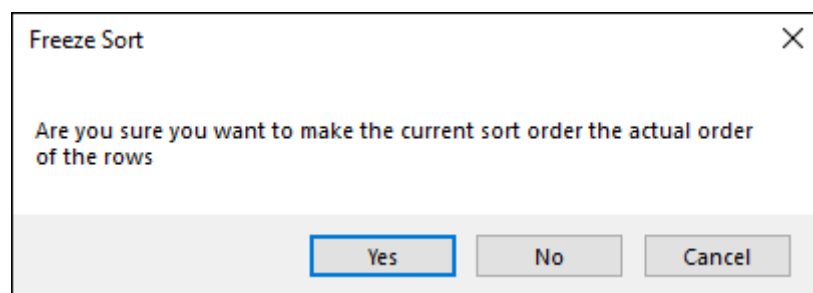 Freeze Sort
Are you sure you want to make the current sort order the actual order
of the rows
Yes No Cancel